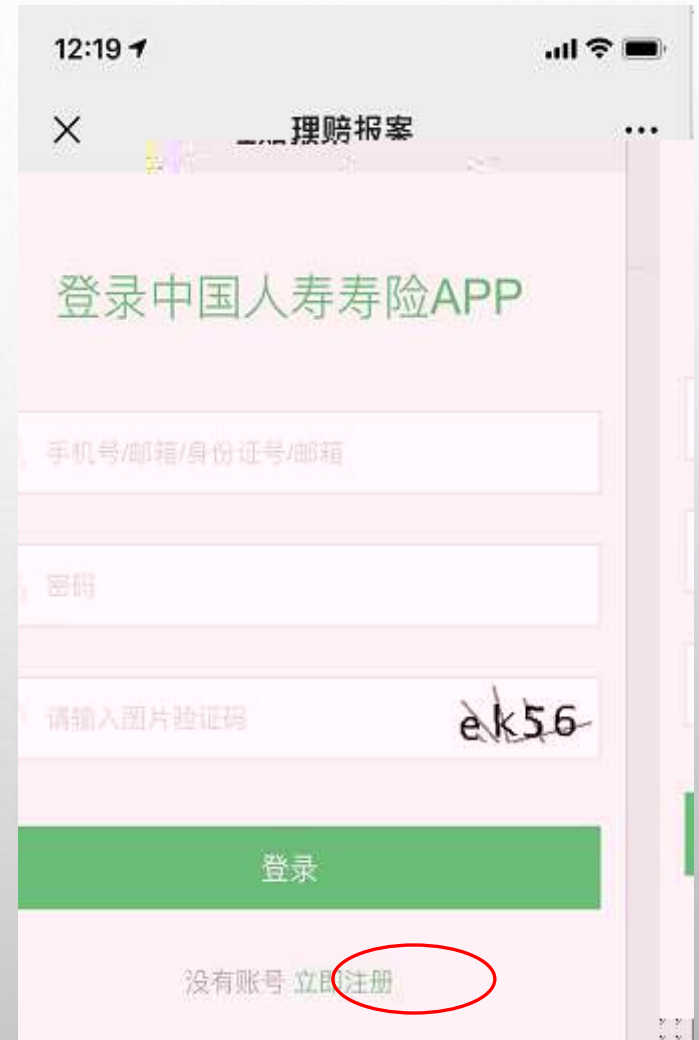 12:19
理赔报案
登录中国人寿寿险APP
手机号/邮箱/身份证号/邮箱
密码
请输入图片验证码
ek56
登录
没有账号 立即注册